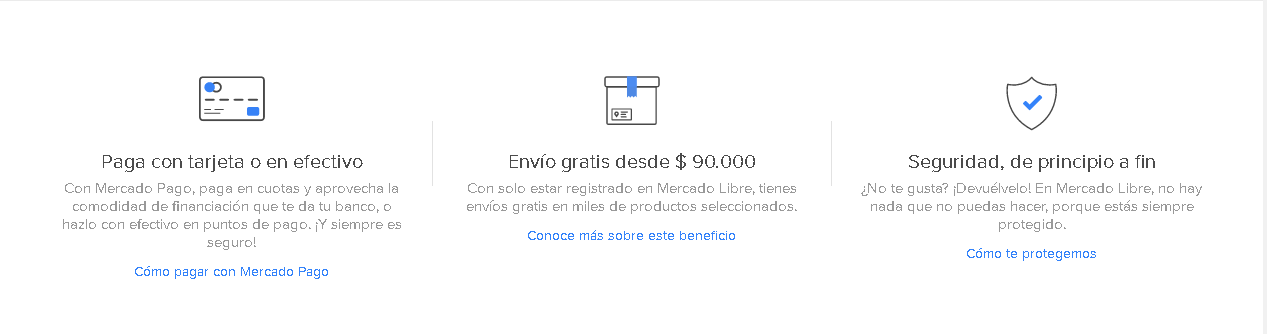 Paga con tarjeta o en efectivo
Con Mercado Pago, paga en cuotas y aprovecha la
comodidad de financiación que te da tu banco, o
hazlo con efectivo en puntos de pago. ¡Y siempre es
seguro!
Cómo pagar con Mercado Pago
Envío gratis desde $ 90.000
Con solo estar registrado en Mercado Libre, tienes
envíos gratis en miles de productos seleccionados.
Conoce más sobre este beneficio
Seguridad, de principio a fin
¿No te gusta? ¡Devuélvelo! En Mercado Libre, no hay
nada que no puedas hacer, porque estás siempre
protegido.
Cómo te protegemos